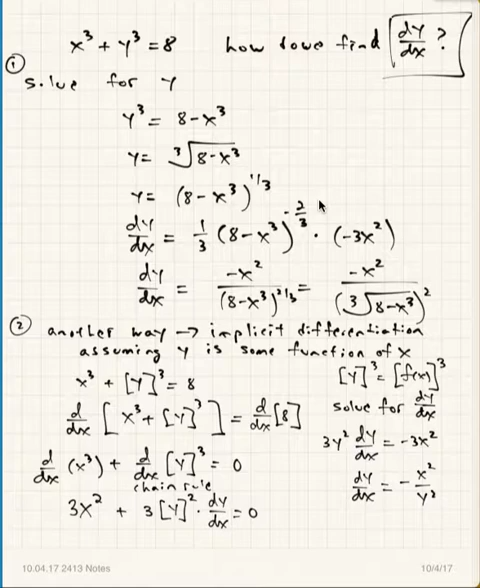 x³ + y³ = 8 how do we find dy/dx ?
① solve for y
y³ = 8 - x³
y = ∛(8 - x³)
y = (8 - x³)^(1/3)
dy/dx = 1/3 (8 - x³)^(-2/3) · (-3x²)
dy/dx = -x²/(8 - x³)^(2/3) = -x²/(∛(8 - x³))²
② another way → implicit differentiation
assuming y is some function of x
x³ + [y]³ = 8
d/dx [x³ + [y]³] = d/dx [8]
d/dx (x³) + d/dx [y]³ = 0
chain rule
3x² + 3[y]² · dy/dx = 0
[y]³ = [f(x)]³
solve for dy/dx
3y² dy/dx = -3x²
dy/dx = - x²/y²
10.04.17 2413 Notes
10/4/17